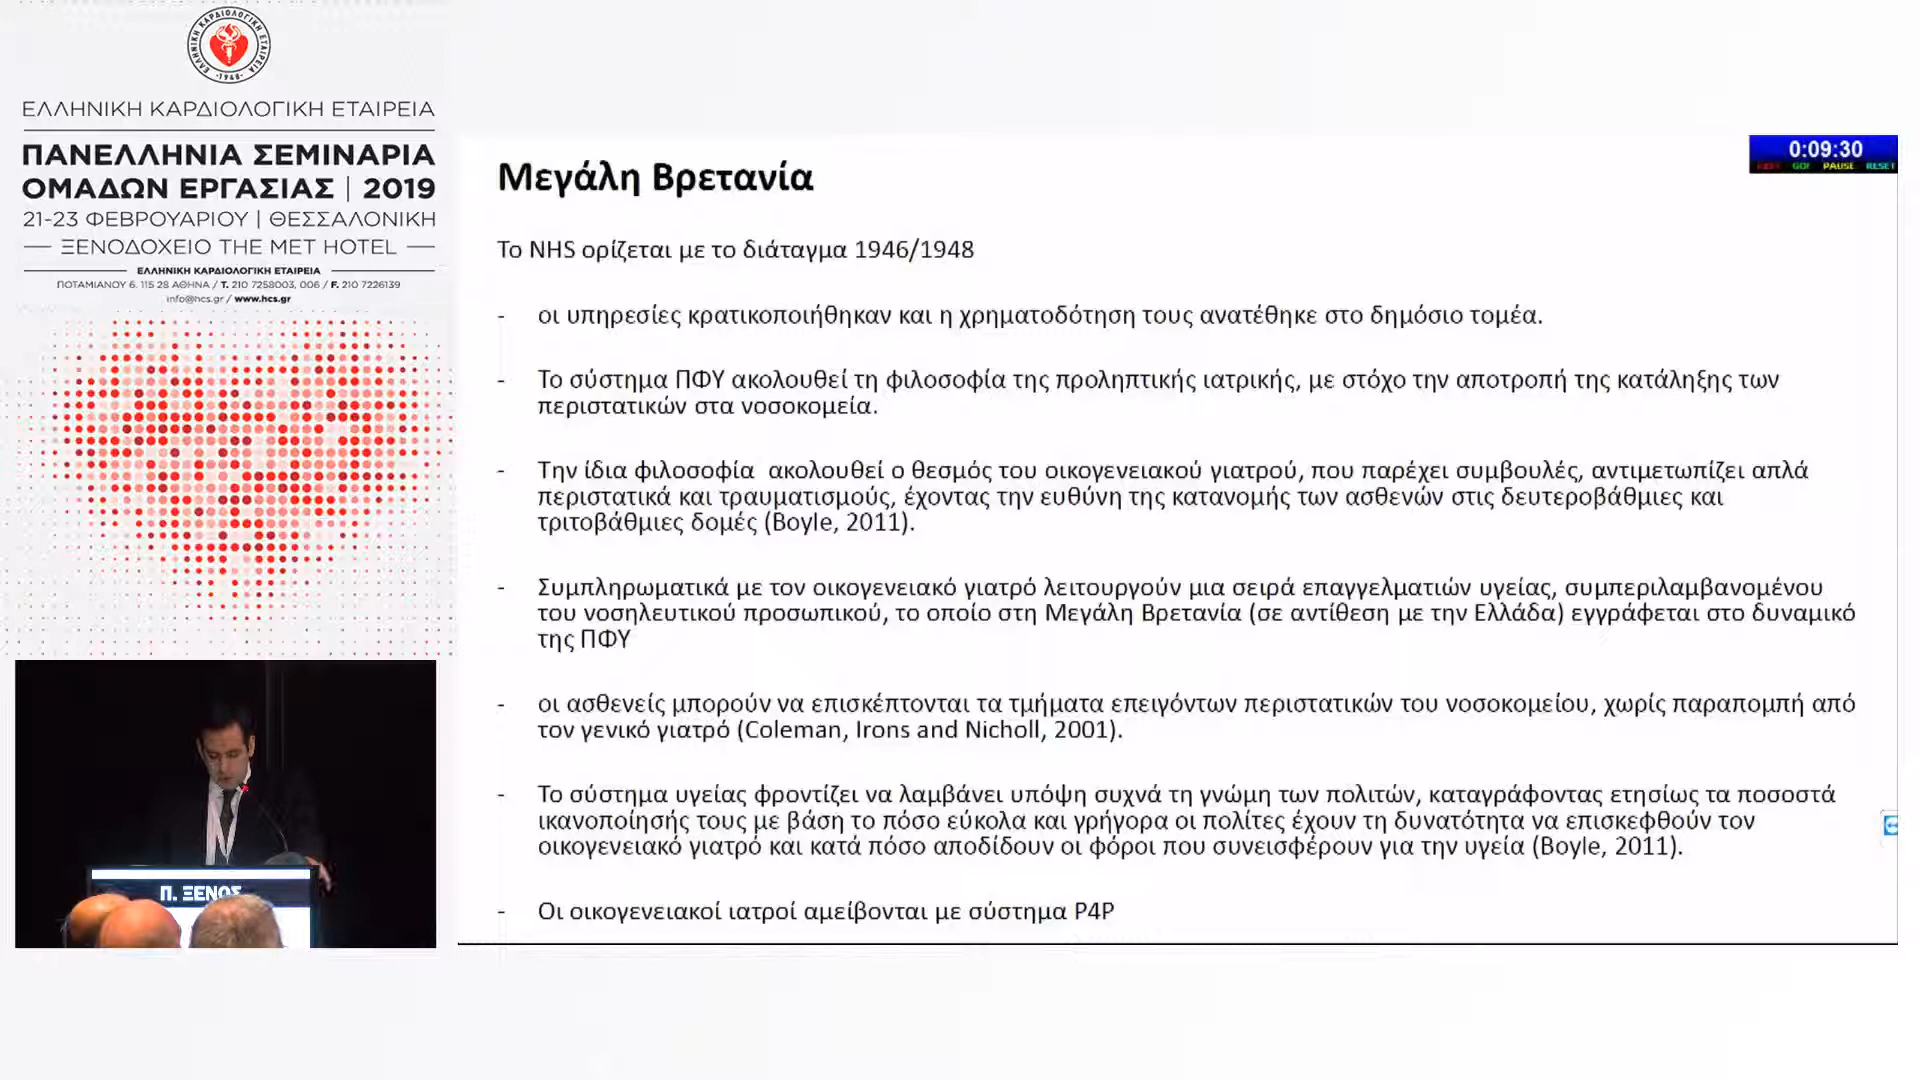 ΕΛΛΗΝΙΚΗ ΚΑΡΔΙΟΛΟΓΙΚΗ ΕΤΑΙΡΕΙΑ
-1948-
ΕΛΛΗΝΙΚΗ ΚΑΡΔΙΟΛΟΓΙΚΗ ΕΤΑΙΡΕΙΑ
ΠΑΝΕΛΛΗΝΙΑ ΣΕΜΙΝΑΡΙΑ
ΟΜΑΔΩΝ ΕΡΓΑΣΙΑΣ | 2019
21-23 ΦΕΒΡΟΥΑΡΙΟΥ | ΘΕΣΣΑΛΟΝΙΚΗ
ΞΕΝΟΔΟΧΕΙΟ THE MET HOTEL
ΕΛΛΗΝΙΚΗ ΚΑΡΔΙΟΛΟΓΙΚΗ ΕΤΑΙΡΕΙΑ
ΠΟΤΑΜΙΑΝΟΥ 6. 115 28 ΑΘΗΝΑ / T. 210 7258003, 006 / F. 210 7226139
info@hcs.gr / www.hcs.gr
Π. ΞΕΝΟΣ
0:09:30
GO! PAUSE RESET
Μεγάλη Βρετανία
Το NHS ορίζεται με το διάταγμα 1946/1948
- οι υπηρεσίες κρατικοποιήθηκαν και η χρηματοδότηση τους ανατέθηκε στο δημόσιο τομέα.
- Το σύστημα ΠΦΥ ακολουθεί τη φιλοσοφία της προληπτικής ιατρικής, με στόχο την αποτροπή της κατάληξης των
περιστατικών στα νοσοκομεία.
- Την ίδια φιλοσοφία ακολουθεί ο θεσμός του οικογενειακού γιατρού, που παρέχει συμβουλές, αντιμετωπίζει απλά
περιστατικά και τραυματισμούς, έχοντας την ευθύνη της κατανομής των ασθενών στις δευτεροβάθμιες και
τριτοβάθμιες δομές (Boyle, 2011).
- Συμπληρωματικά με τον οικογενειακό γιατρό λειτουργούν μια σειρά επαγγελματιών υγείας, συμπεριλαμβανομένου
του νοσηλευτικού προσωπικού, το οποίο στη Μεγάλη Βρετανία (σε αντίθεση με την Ελλάδα) εγγράφεται στο δυναμικό
της ΠΦΥ
- οι ασθενείς μπορούν να επισκέπτονται τα τμήματα επειγόντων περιστατικών του νοσοκομείου, χωρίς παραπομπή από
τον γενικό γιατρό (Coleman, Irons and Nicholl, 2001).
- Το σύστημα υγείας φροντίζει να λαμβάνει υπόψη συχνά τη γνώμη των πολιτών, καταγράφοντας ετησίως τα ποσοστά
ικανοποίησής τους με βάση το πόσο εύκολα και γρήγορα οι πολίτες έχουν τη δυνατότητα να επισκεφθούν τον
οικογενειακό γιατρό και κατά πόσο αποδίδουν οι φόροι που συνεισφέρουν για την υγεία (Boyle, 2011).
- Οι οικογενειακοί ιατροί αμείβονται με σύστημα P4P